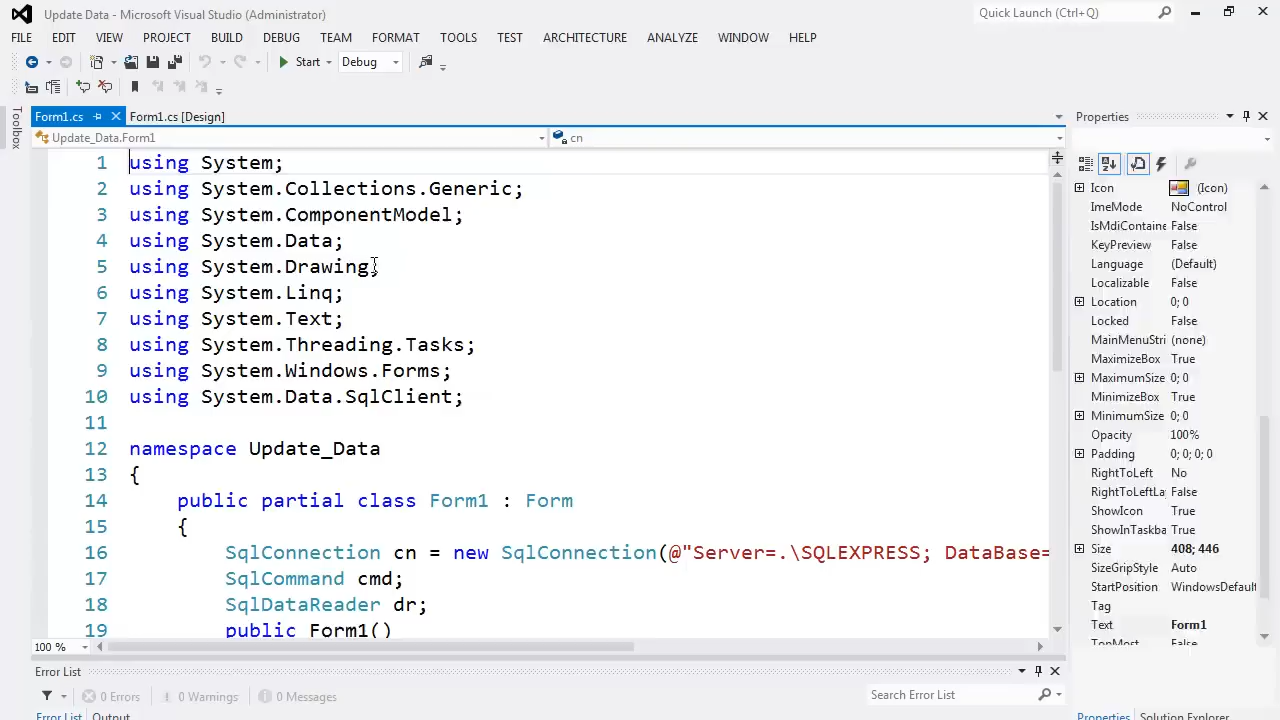 Update Data - Microsoft Visual Studio (Administrator)
Quick Launch (Ctrl+Q)
FILE EDIT VIEW PROJECT BUILD DEBUG TEAM FORMAT TOOLS TEST ARCHITECTURE ANALYZE WINDOW HELP
Start Debug
Toolbox
Form1.cs Form1.cs [Design]
Update_Data.Form1 cn
1 using System;
2 using System.Collections.Generic;
3 using System.ComponentModel;
4 using System.Data;
5 using System.Drawing;
6 using System.Linq;
7 using System.Text;
8 using System.Threading.Tasks;
9 using System.Windows.Forms;
10 using System.Data.SqlClient;
11
12 namespace Update_Data
13 {
14 public partial class Form1 : Form
15 {
16 SqlConnection cn = new SqlConnection(@"Server=.\SQLEXPRESS; DataBase=
17 SqlCommand cmd;
18 SqlDataReader dr;
19 public Form1()
100 %
Error List
0 Errors 0 Warnings 0 Messages
Search Error List
Error List Output
Properties
Icon (Icon)
ImeMode NoControl
IsMdiContaine False
KeyPreview False
Language (Default)
Localizable False
Location 0; 0
Locked False
MainMenuStri (none)
MaximizeBox True
MaximumSize 0; 0
MinimizeBox True
MinimumSize 0; 0
Opacity 100%
Padding 0; 0; 0; 0
RightToLeft No
RightToLeftLa False
ShowIcon True
ShowInTaskba True
Size 408; 446
SizeGripStyle Auto
StartPosition WindowsDefault
Tag
Text Form1
TopMost False
Properties Solution Explorer